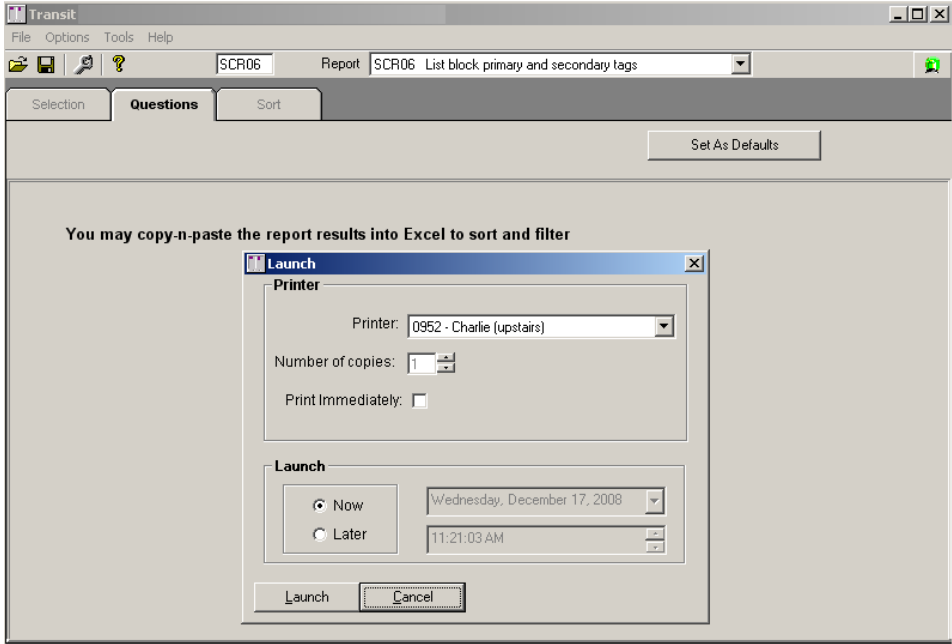 Transit
File Options Tools Help
SCR06 Report SCR06 List block primary and secondary tags
Selection Questions Sort
Set As Defaults
You may copy-n-paste the report results into Excel to sort and filter
Launch
Printer
Printer: 0952 - Charlie (upstairs)
Number of copies: 1
Print Immediately:
Launch
Now Wednesday, December 17, 2008
Later 11:21:03 AM
Launch Cancel